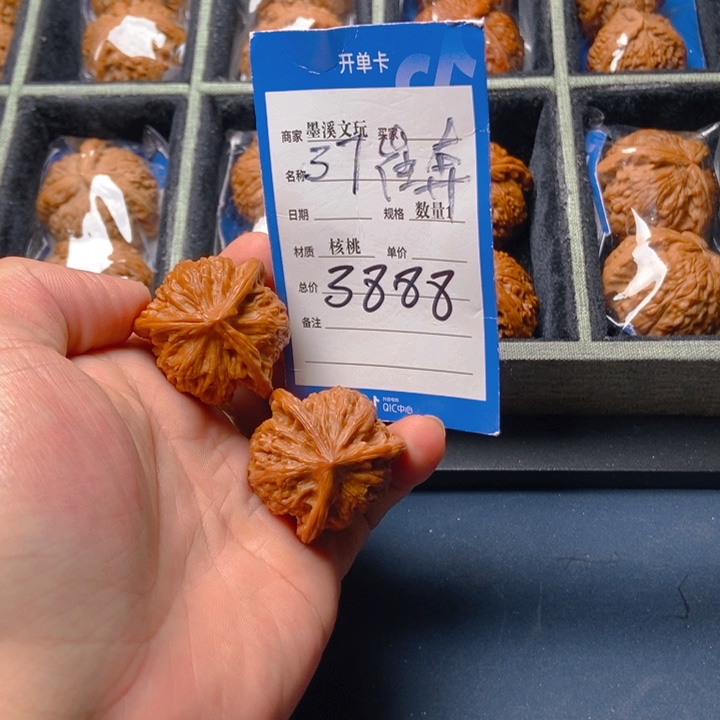 开单卡
商家 墨溪文玩 买家
名称 37
日期 规格 数量1
材质 核桃 单价
总价 3888
备注
QIC中心